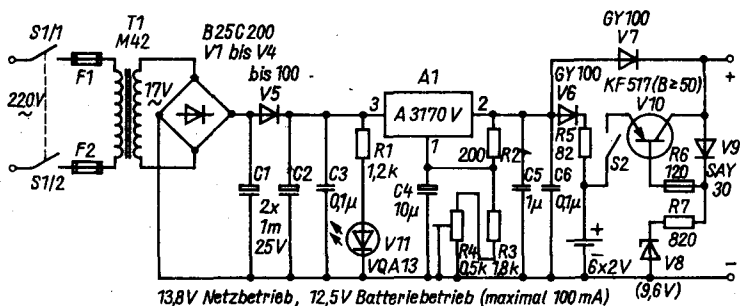 S1/1
T1
M42
B25C200
V1 bis V4
bis 100
V5
A1
GY100
V7
F1
220V
~
17V
~
3
A3170V
2
1
GY100
V6
KF517(B≥50)
V10
+
F2
S1/2
C1
2x
1m
25V
C2
C3
0,1µ
R1
1,2k
V11
VQA13
C4
10µ
200
R2
R4
0,5k
R3
1,8k
C5
1µ
C6
0,1µ
R5
82
S2
R6
120
V9
SAY
30
R7
820
+
−
6x2V
V8
(9,6V)
−
13,8V Netzbetrieb, 12,5V Batteriebetrieb (maximal 100mA)